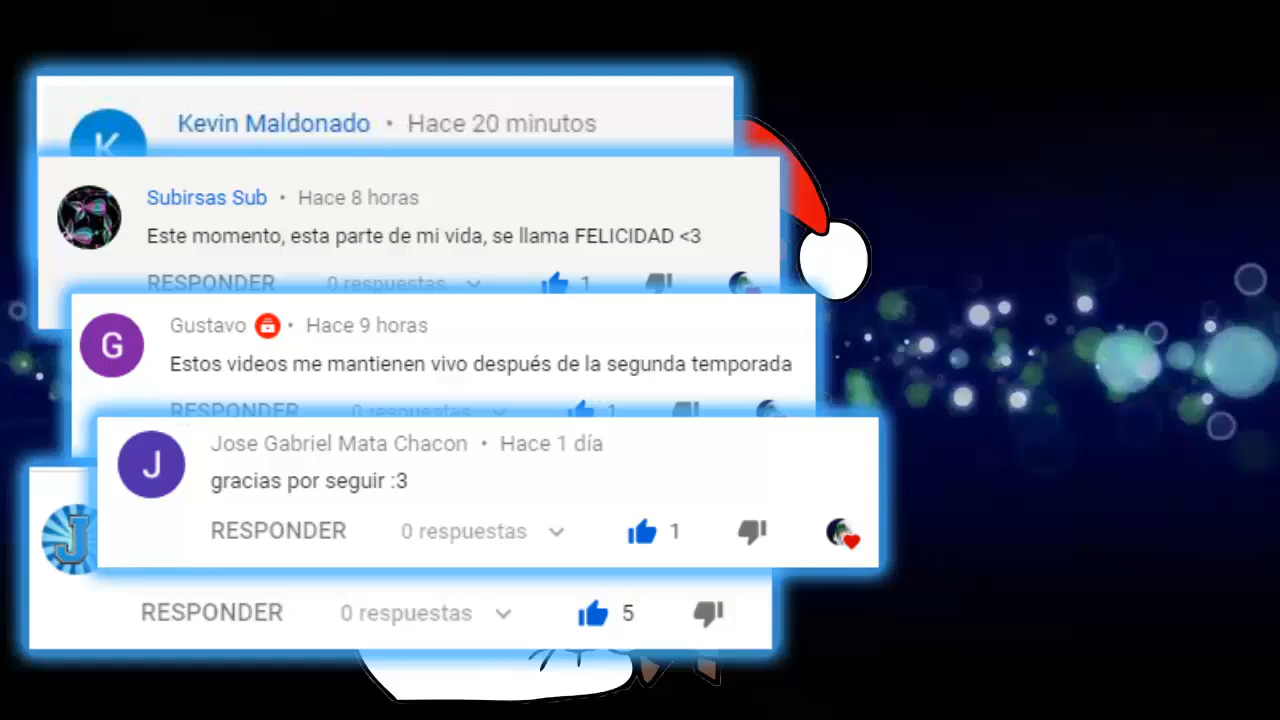 K
Kevin Maldonado • Hace 20 minutos
Subirsas Sub • Hace 8 horas
Este momento, esta parte de mi vida, se llama FELICIDAD <3
RESPONDER 0 respuestas 1
G
Gustavo • Hace 9 horas
Estos videos me mantienen vivo después de la segunda temporada
RESPONDER 0 respuestas 1
J
Jose Gabriel Mata Chacon • Hace 1 día
gracias por seguir :3
RESPONDER 0 respuestas 1
J
RESPONDER 0 respuestas 5